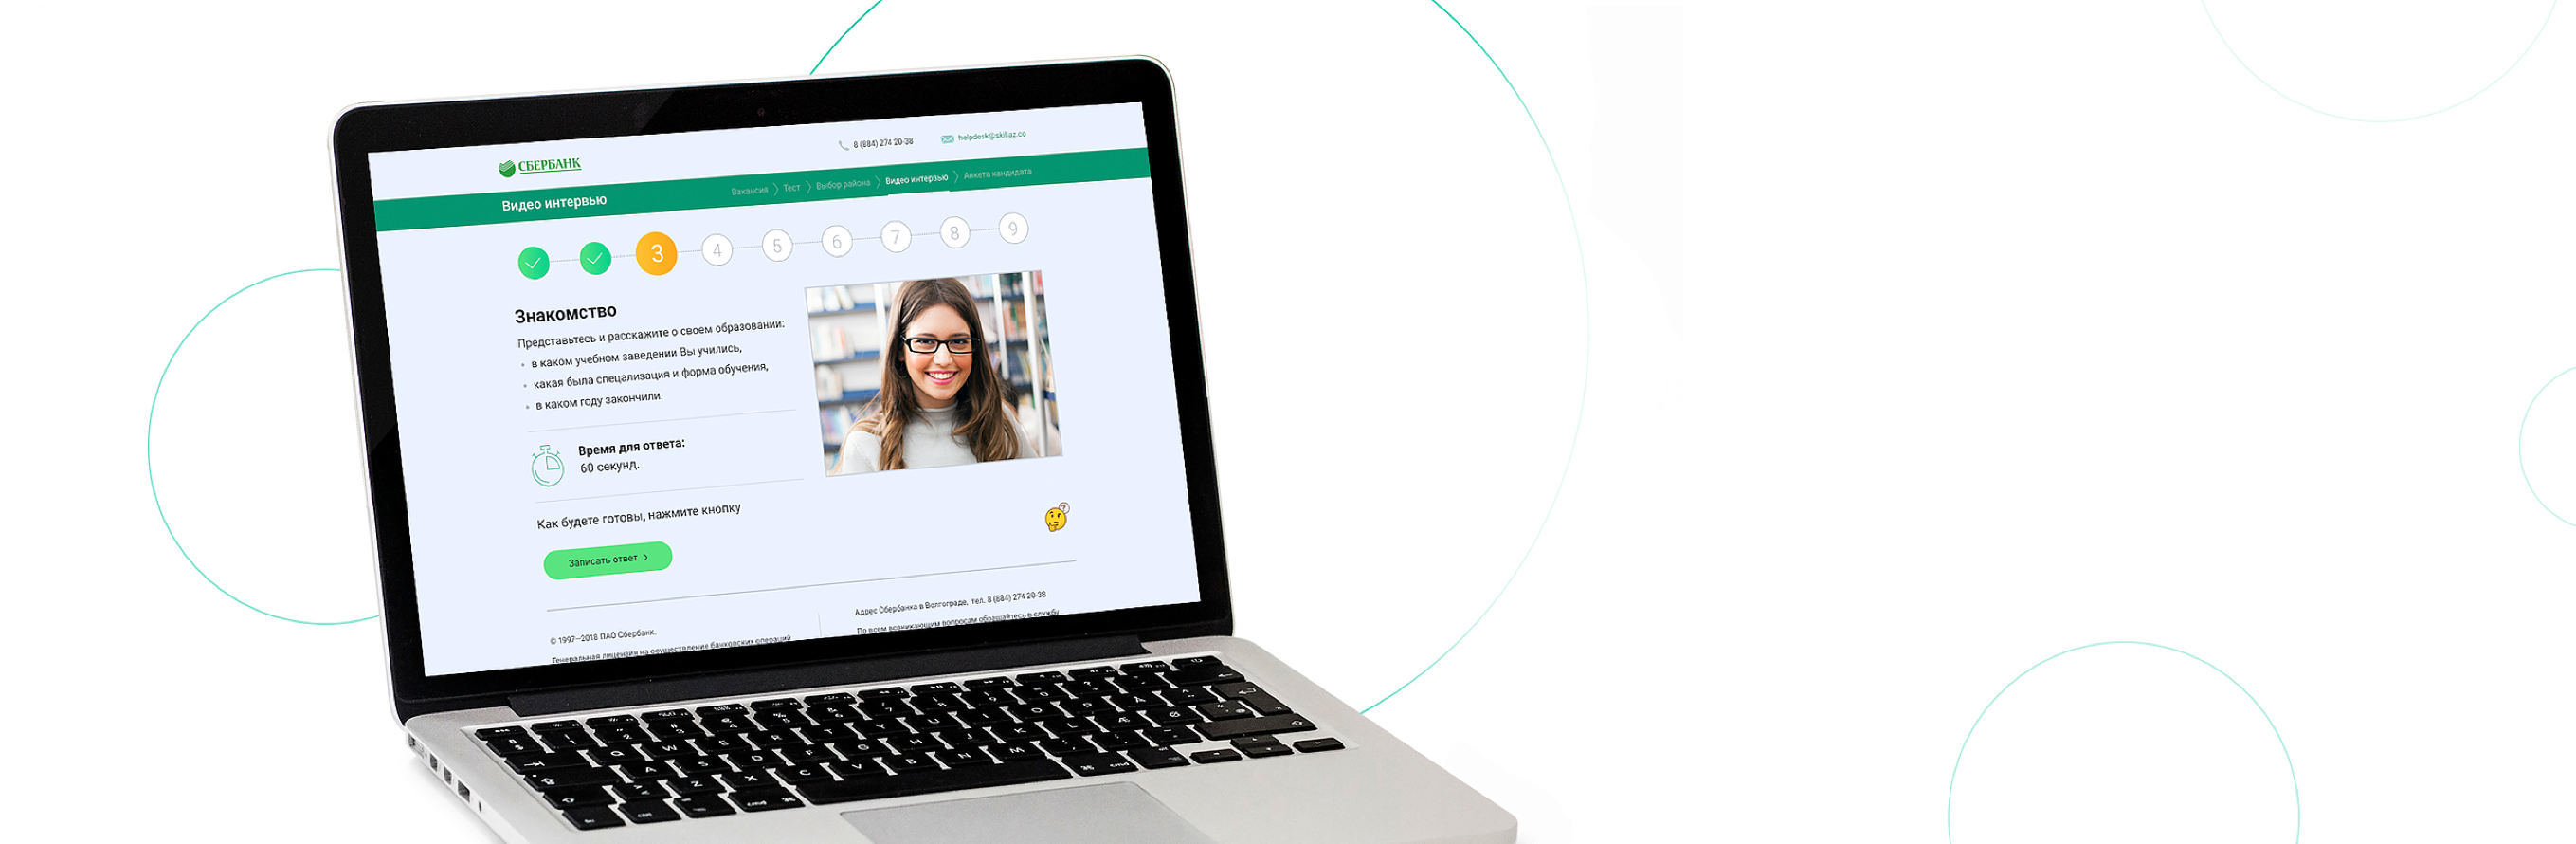 СБЕРБАНК
8 (884) 274 20-38
helpdesk@skillaz.co
Видео интервью
Вакансия
Тест
Выбор района
Видео интервью
Анкета кандидата
3
4
5
6
7
8
9
Знакомство
Представьтесь и расскажите о своем образовании:
• в каком учебном заведении Вы учились,
• какая была спецализация и форма обучения,
• в каком году закончили.
Время для ответа:
60 секунд.
Как будете готовы, нажмите кнопку
Записать ответ
© 1997–2018 ПАО Сбербанк.
Генеральная лицензия на осуществление банковских операций
Адрес Сбербанка в Волгограде, тел. 8 (884) 274 20-38
По всем возникающим вопросам обращайтесь в службу